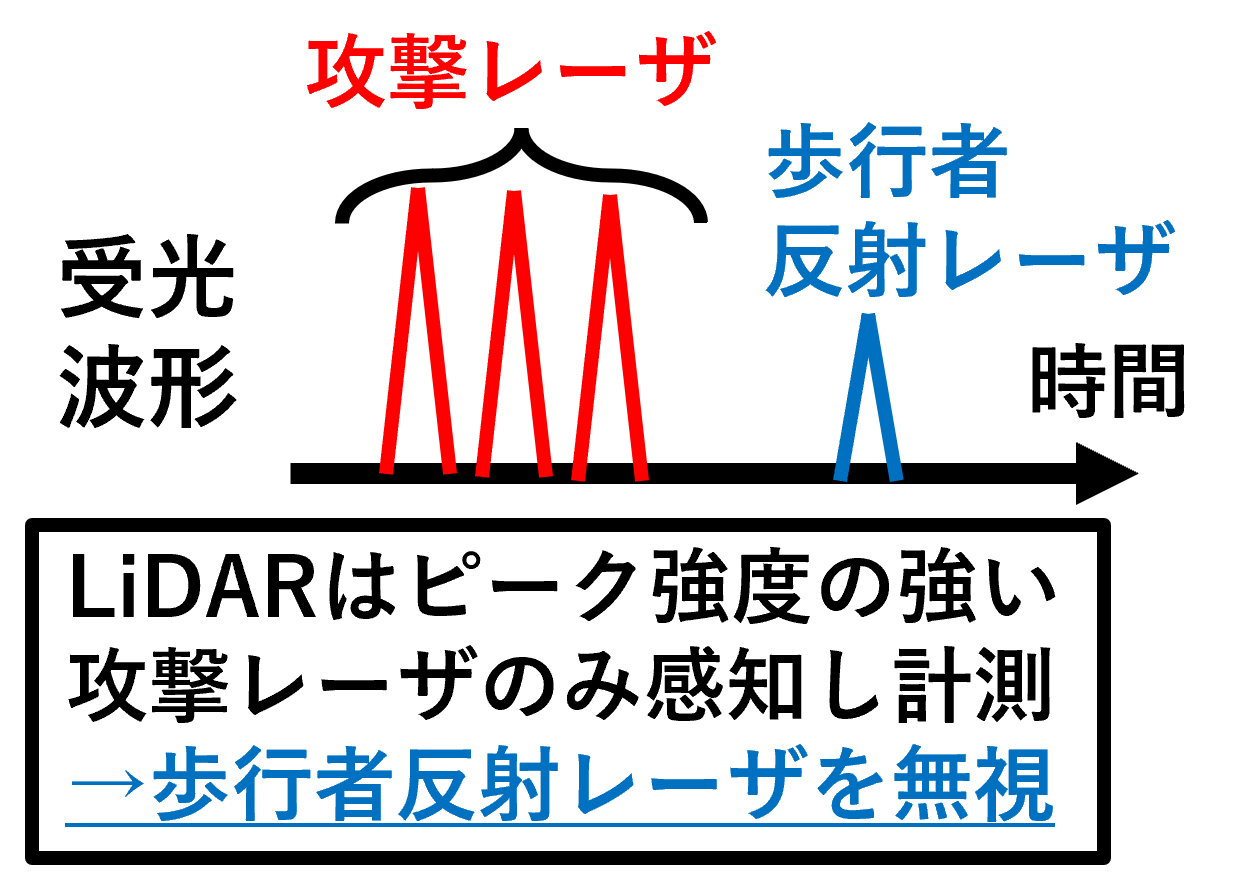 攻撃レーザ
歩行者
反射レーザ
受光
波形
時間
LiDARはピーク強度の強い
攻撃レーザのみ感知し計測
→歩行者反射レーザを無視